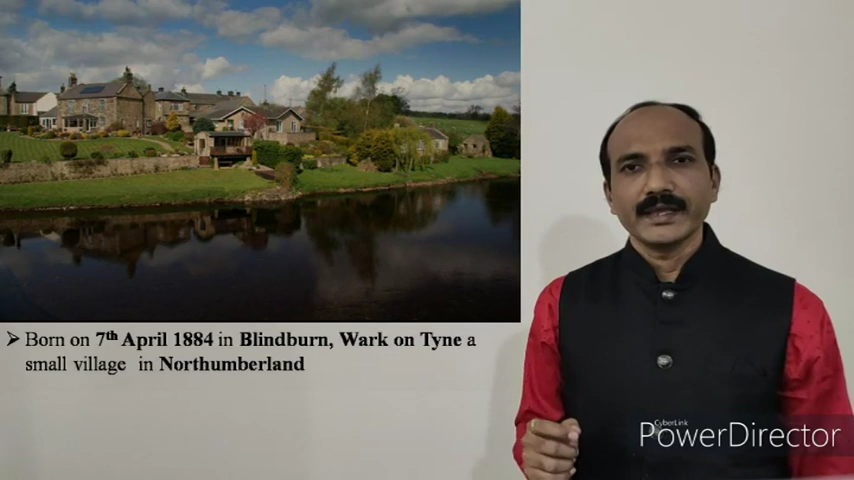 ➢ Born on 7th April 1884 in Blindburn, Wark on Tyne a
small village in Northumberland
CyberLink
PowerDirector